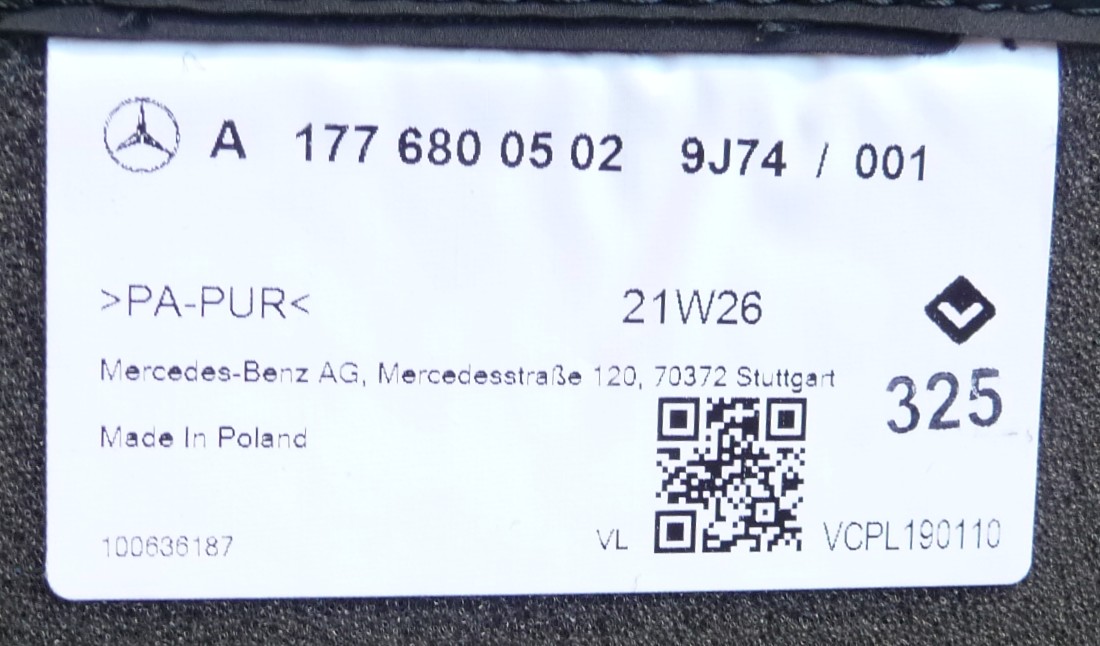 A 177 680 05 02 9J74 / 001
>PA-PUR< 21W26
Mercedes-Benz AG, Mercedesstraße 120, 70372 Stuttgart
325
Made In Poland
100636187 VL VCPL190110